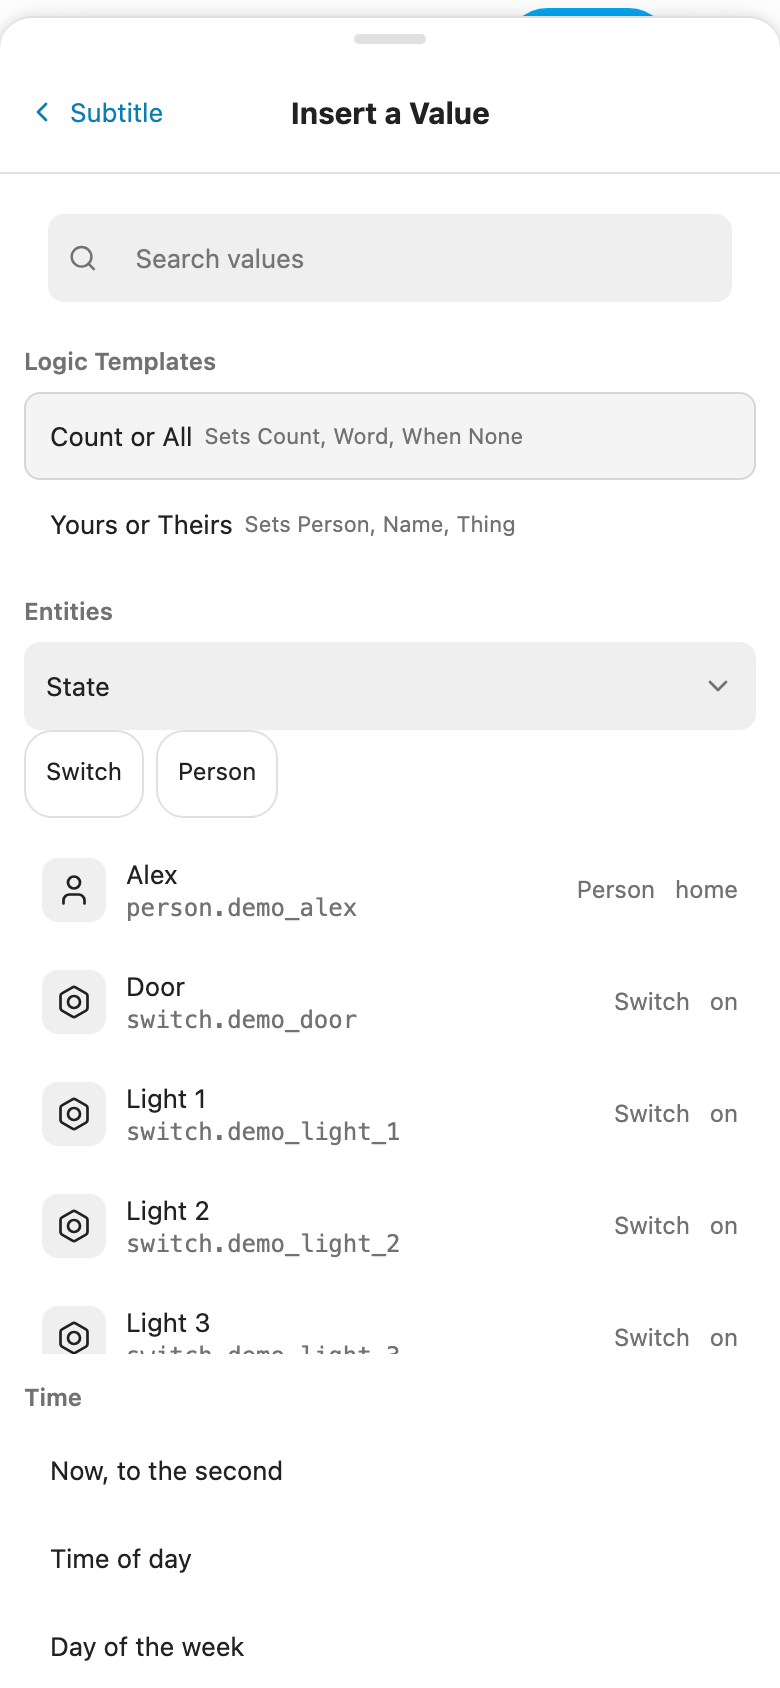 Subtitle
Insert a Value
Search values
Logic Templates
Count or All Sets Count, Word, When None
Yours or Theirs Sets Person, Name, Thing
Entities
State
Switch Person
Alex
person.demo_alex
Person home
Door
switch.demo_door
Switch on
Light 1
switch.demo_light_1
Switch on
Light 2
switch.demo_light_2
Switch on
Light 3
switch.demo_light_3
Switch on
Time
Now, to the second
Time of day
Day of the week